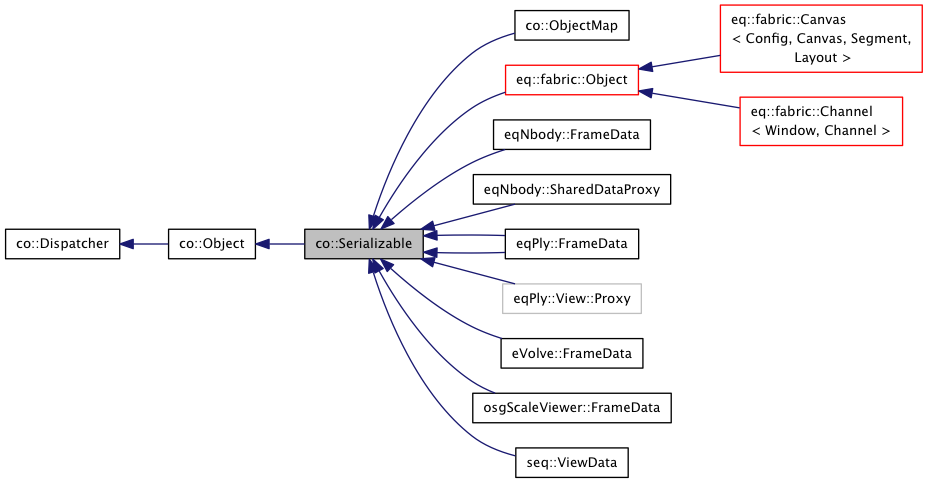 co::Dispatcher
co::Object
co::Serializable
co::ObjectMap
eq::fabric::Object
eqNbody::FrameData
eqNbody::SharedDataProxy
eqPly::FrameData
eqPly::View::Proxy
eVolve::FrameData
osgScaleViewer::FrameData
seq::ViewData
eq::fabric::Canvas
< Config, Canvas, Segment,
Layout >
eq::fabric::Channel
< Window, Channel >